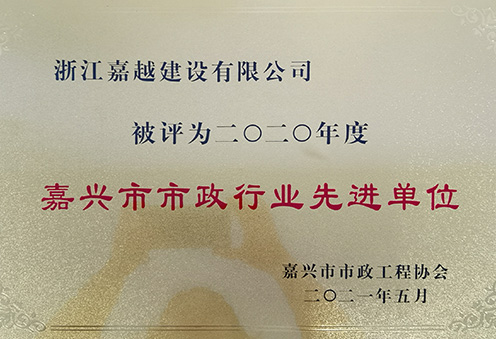 浙江嘉越建设有限公司
被评为二〇二〇年度
嘉兴市市政行业先进单位
嘉兴市市政工程协会
二〇二一年五月